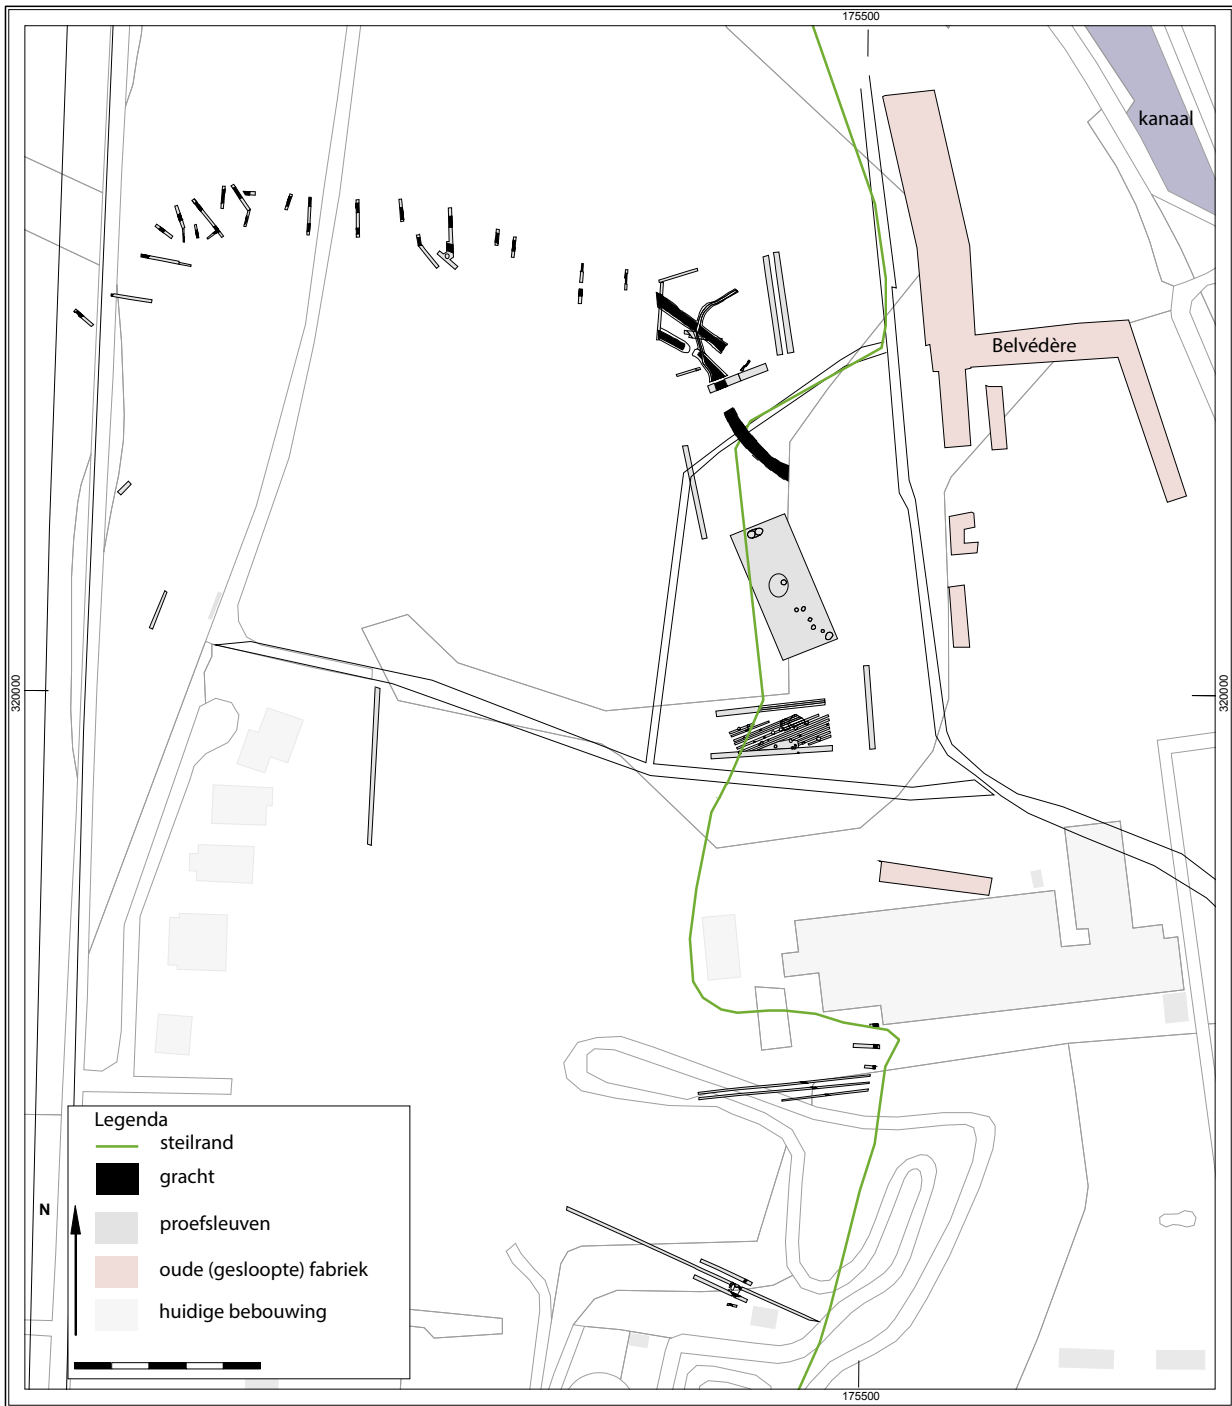 175500
kanaal
Belvédère
320000
320000
Legenda
steilrand
gracht
N
proefsleuven
oude (gesloopte) fabriek
huidige bebouwing
175500